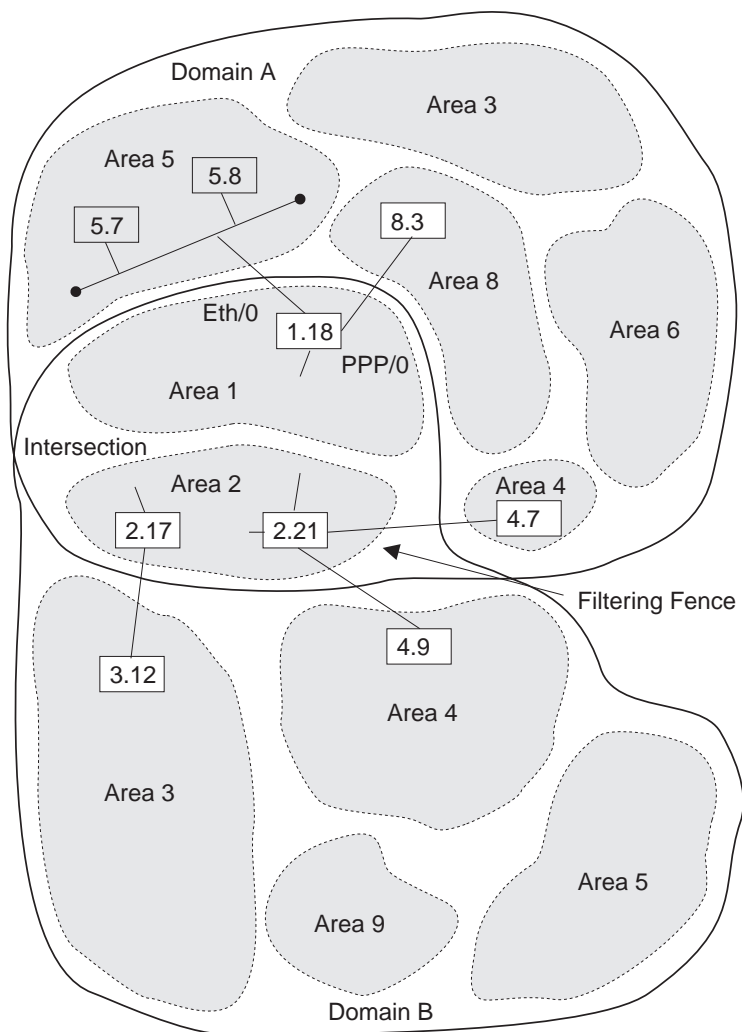 Domain A
Area 3
Area 5
5.8
5.7
8.3
Area 8
Eth/0
1.18
Area 6
PPP/0
Area 1
Intersection
Area 2
Area 4
2.17
2.21
4.7
Filtering Fence
4.9
3.12
Area 4
Area 3
Area 5
Area 9
Domain B